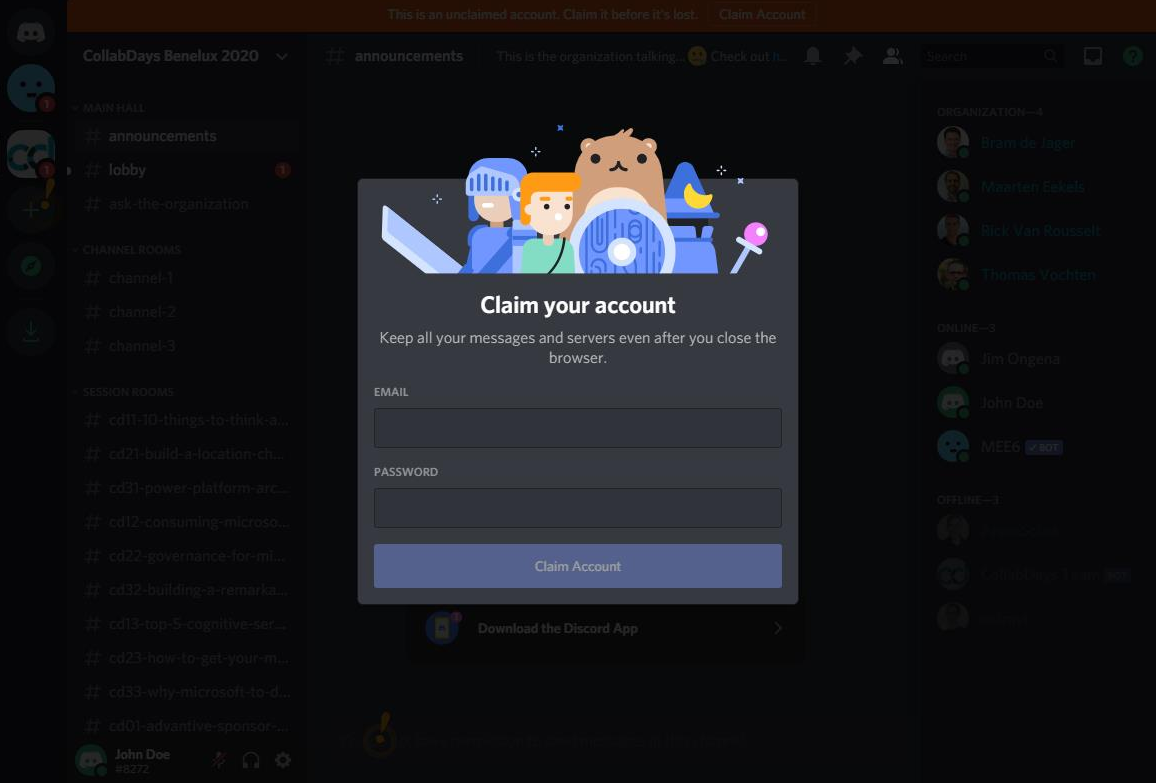 This is an unclaimed account. Claim it before it's lost.
Claim Account
CollabDays Benelux 2020
announcements
This is the organization talking...
Check out h..
Search
1
1
MAIN HALL
announcements
lobby
1
ask-the-organization
CHANNEL ROOMS
channel-1
channel-2
channel-3
SESSION ROOMS
cd11-10-things-to-think-a...
cd21-build-a-location-ch...
cd31-power-platform-arc...
cd12-consuming-microso...
cd22-governance-for-mi...
cd32-building-a-remarka...
cd13-top-5-cognitive-ser...
cd23-how-to-get-your-m...
cd33-why-microsoft-to-d...
cd01-advantive-sponsor-...
John Doe
#8272
Claim your account
Keep all your messages and servers even after you close the
browser.
EMAIL
PASSWORD
Claim Account
Download the Discord App
ORGANIZATION—4
Bram de Jager
Maarten Eekels
Rick Van Rousselt
Thomas Vochten
ONLINE—3
Jim Ongena
John Doe
MEE6 BOT
OFFLINE—3
BOT